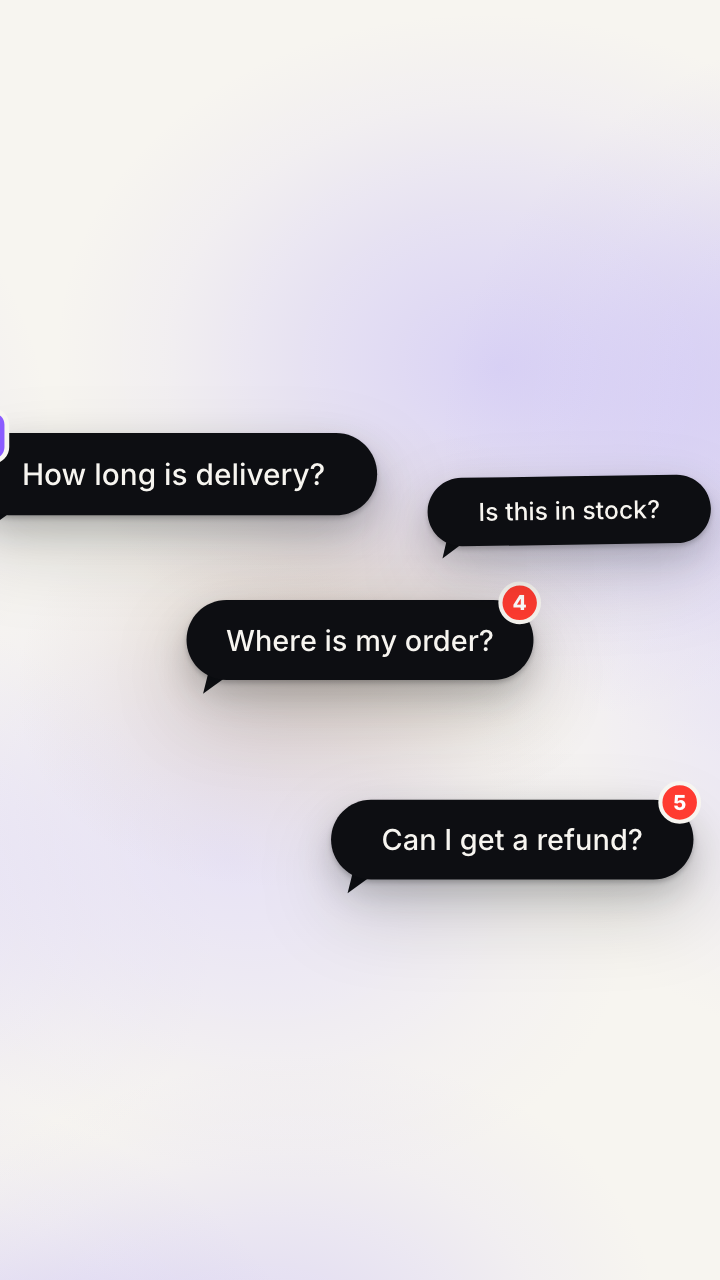 How long is delivery?
Is this in stock?
4
Where is my order?
5
Can I get a refund?